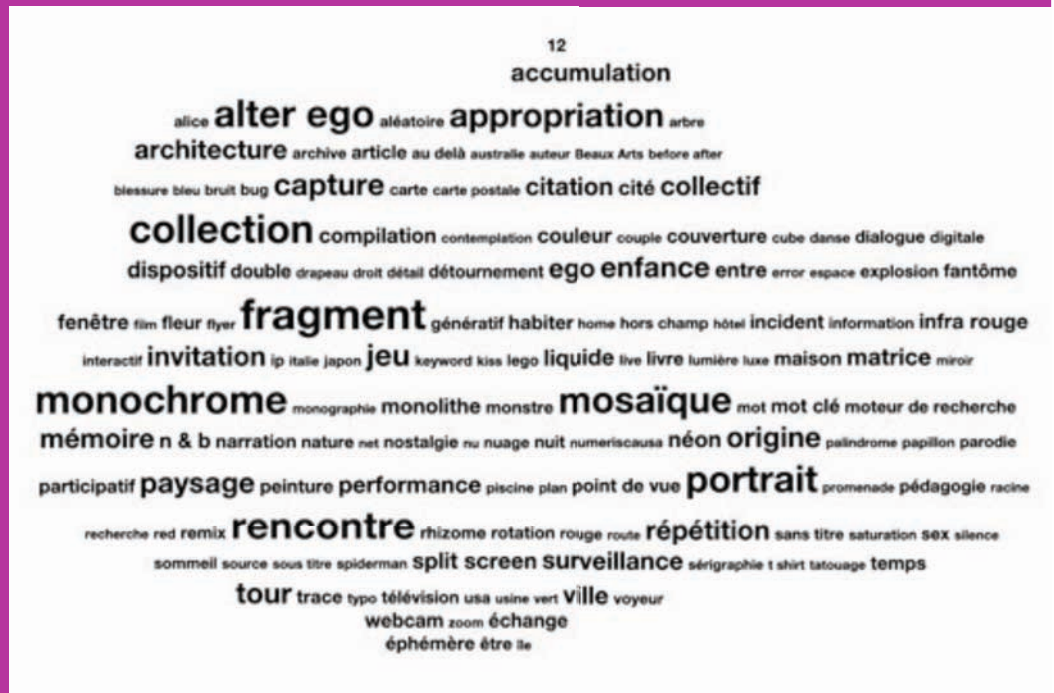 12
accumulation
alice alter ego aléatoire appropriation arbre
architecture archive article au delà australie auteur Beaux Arts before after
blessure bleu bruit bug capture carte carte postale citation cité collectif
collection compilation contemplation couleur couple couverture cube danse dialogue digitale
dispositif double drapeau droit détail détournement ego enfance entre error espace explosion fantôme
fenêtre film fleur flyer fragment génératif habiter home hors champ hôtel incident information infra rouge
interactif invitation ip italie japon jeu keyword kiss lego liquide live livre lumière luxe maison matrice miroir
monochrome monographie monolithe monstre mosaïque mot mot clé moteur de recherche
mémoire n & b narration nature net nostalgie nu nuage nuit numeriscausa néon origine palindrome papillon parodie
participatif paysage peinture performance piscine plan point de vue portrait promenade pédagogie racine
recherche red remix rencontre rhizome rotation rouge route répétition sans titre saturation sex silence
sommeil source sous titre spiderman split screen surveillance sérigraphie t shirt tatouage temps
tour trace typo télévision usa usine vert ville voyeur
webcam zoom échange
éphémère être île